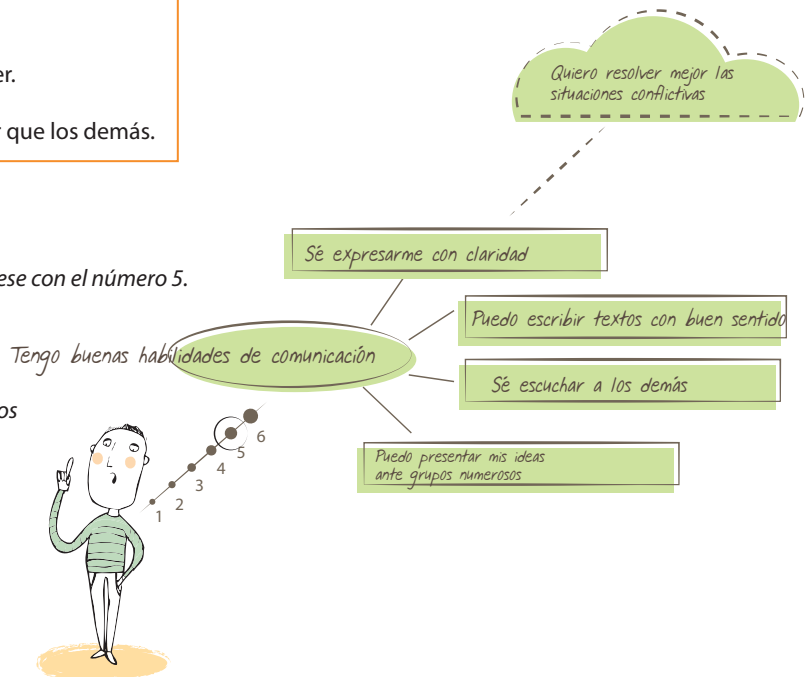 er.
r que los demás.
Quiero resolver mejor las
situaciones conflictivas
Sé expresarme con claridad
ese con el número 5.
Puedo escribir textos con buen sentido
Tengo buenas habilidades de comunicación
Sé escuchar a los demás
os
Puedo presentar mis ideas
ante grupos numerosos
1
2
3
4
5
6